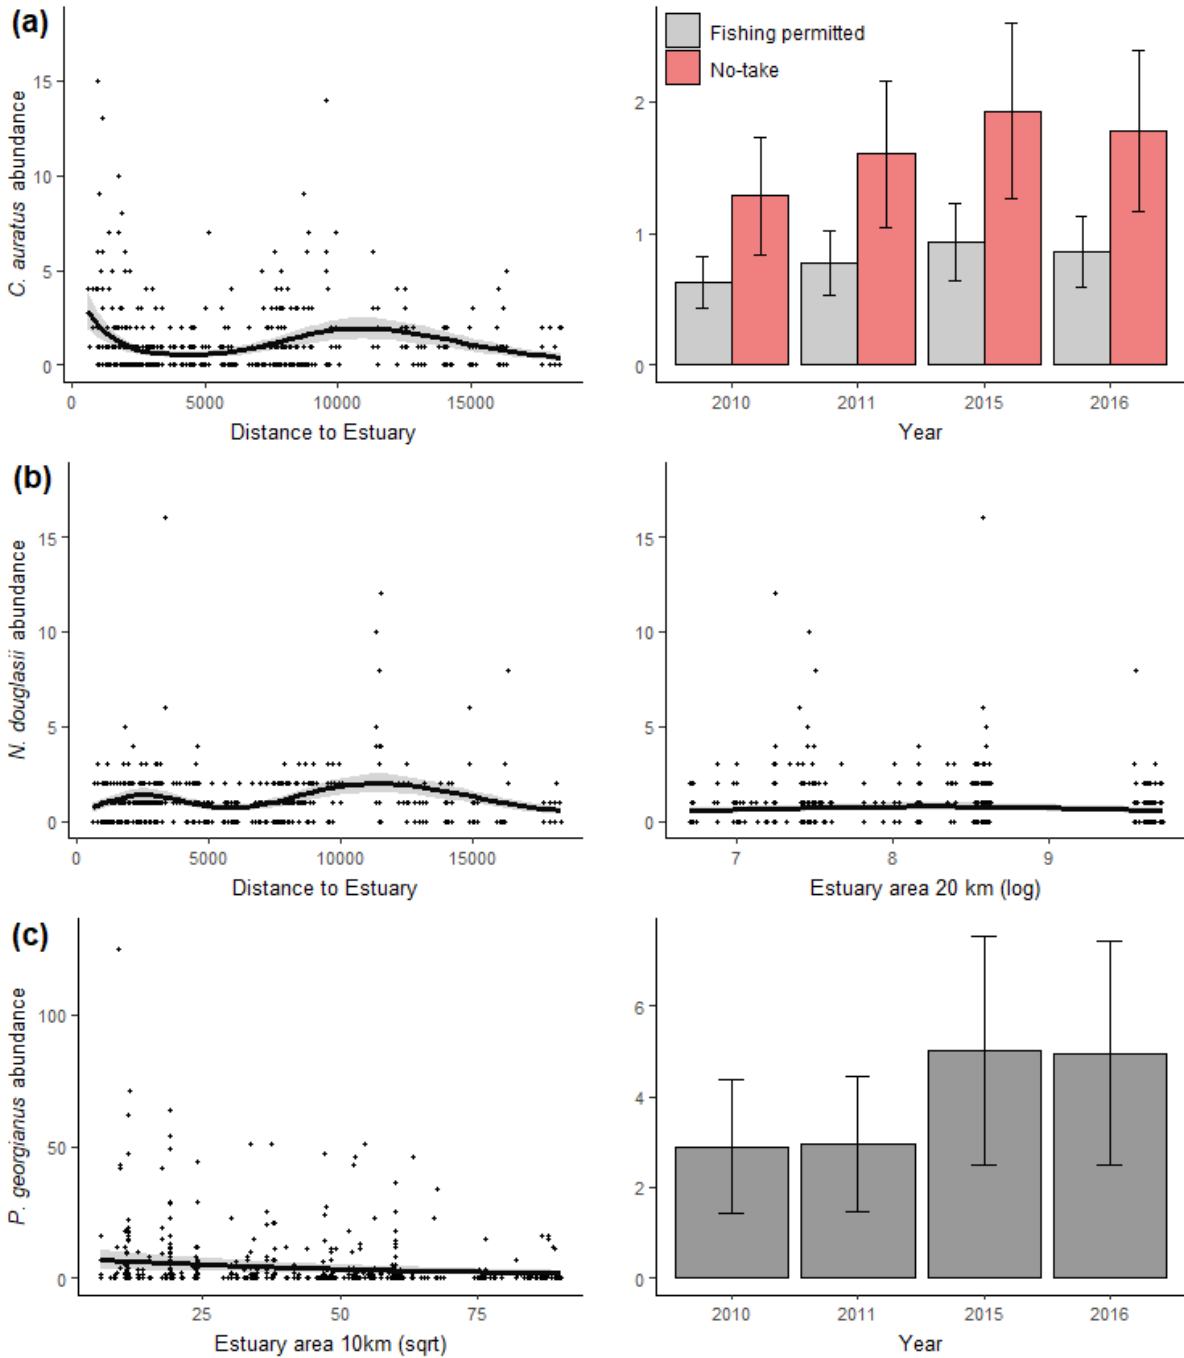 (a)
C. auratus abundance
15
10
5
0
0 5000 10000 15000
Distance to Estuary
Fishing permitted
No-take
2
1
0
2010 2011 2015 2016
Year
(b)
N. douglasii abundance
15
10
5
0
0 5000 10000 15000
Distance to Estuary
15
10
5
0
7 8 9
Estuary area 20 km (log)
(c)
P. georgianus abundance
100
50
0
25 50 75
Estuary area 10km (sqrt)
6
4
2
0
2010 2011 2015 2016
Year